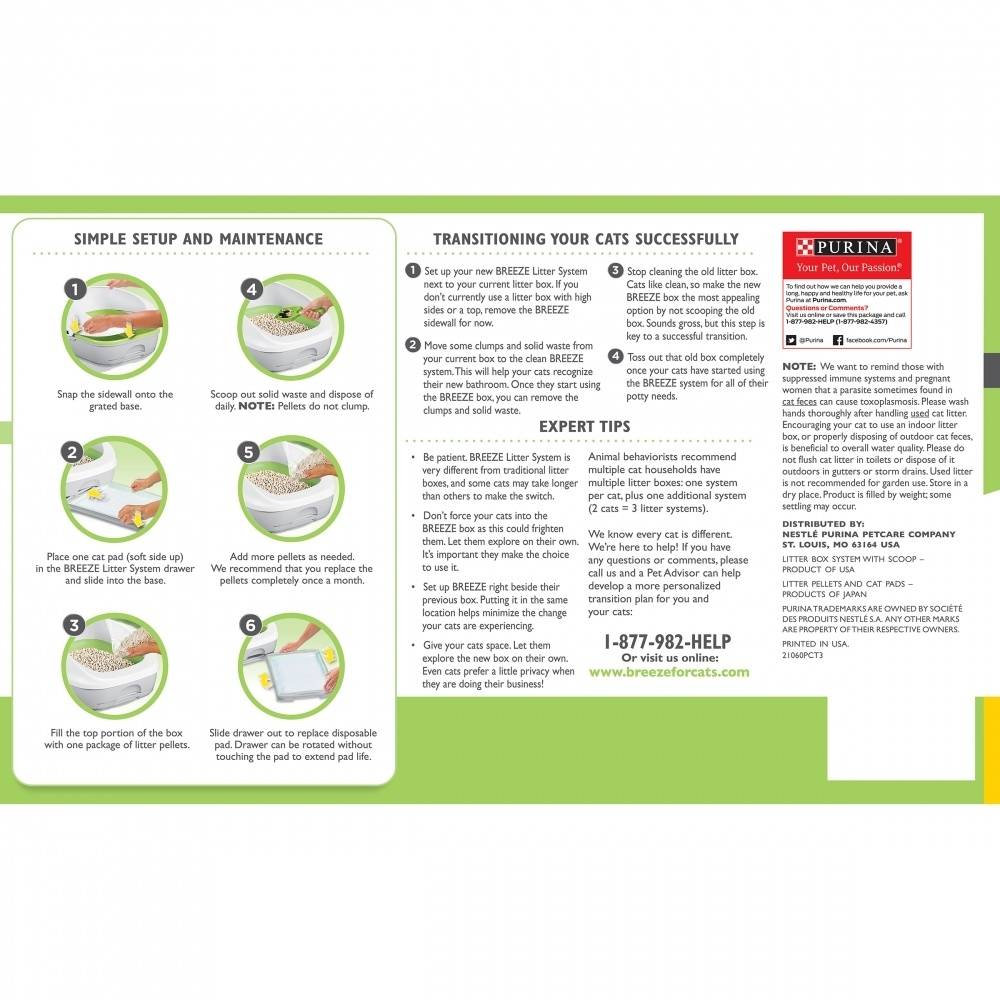 SIMPLE SETUP AND MAINTENANCE
1
Snap the sidewall onto the
grated base.
2
Place one cat pad (soft side up)
in the BREEZE Litter System drawer
and slide into the base.
3
Fill the top portion of the box
with one package of litter pellets.
4
Scoop out solid waste and dispose of
daily. NOTE: Pellets do not clump.
5
Add more pellets as needed.
We recommend that you replace the
pellets completely once a month.
6
Slide drawer out to replace disposable
pad. Drawer can be rotated without
touching the pad to extend pad life.
TRANSITIONING YOUR CATS SUCCESSFULLY
1 Set up your new BREEZE Litter System
next to your current litter box. If you
don't currently use a litter box with high
sides or a top, remove the BREEZE
sidewall for now.
2 Move some clumps and solid waste from
your current box to the clean BREEZE
system. This will help your cats recognize
their new bathroom. Once they start using
the BREEZE box, you can remove the
clumps and solid waste.
3 Stop cleaning the old litter box.
Cats like clean, so make the new
BREEZE box the most appealing
option by not scooping the old
box. Sounds gross, but this step is
key to a successful transition.
4 Toss out that old box completely
once your cats have started using
the BREEZE system for all of their
potty needs.
EXPERT TIPS
• Be patient. BREEZE Litter System is
very different from traditional litter
boxes, and some cats may take longer
than others to make the switch.
• Don't force your cats into the
BREEZE box as this could frighten
them. Let them explore on their own.
It's important they make the choice
to use it.
• Set up BREEZE right beside their
previous box. Putting it in the same
location helps minimize the change
your cats are experiencing.
• Give your cats space. Let them
explore the new box on their own.
Even cats prefer a little privacy when
they are doing their business!
Animal behaviorists recommend
multiple cat households have
multiple litter boxes: one system
per cat, plus one additional system
(2 cats = 3 litter systems).
We know every cat is different.
We're here to help! If you have
any questions or comments, please
call us and a Pet Advisor can help
develop a more personalized
transition plan for you and
your cats:
1-877-982-HELP
Or visit us online:
www.breezeforcats.com
PURINA®
Your Pet, Our Passion.®
To find out how we can help you provide a
long, happy and healthy life for your pet, ask
Purina at Purina.com.
Questions or Comments?
Visit us online or save this package and call
1-877-982-HELP (1-877-982-4357)
@Purina facebook.com/Purina
NOTE: We want to remind those with
suppressed immune systems and pregnant
women that a parasite sometimes found in
cat feces can cause toxoplasmosis. Please wash
hands thoroughly after handling used cat litter.
Encouraging your cat to use an indoor litter
box, or properly disposing of outdoor cat feces,
is beneficial to overall water quality. Please do
not flush cat litter in toilets or dispose of it
outdoors in gutters or storm drains. Used litter
is not recommended for garden use. Store in a
dry place. Product is filled by weight; some
settling may occur.
DISTRIBUTED BY:
NESTLÉ PURINA PETCARE COMPANY
ST. LOUIS, MO 63164 USA
LITTER BOX SYSTEM WITH SCOOP –
PRODUCT OF USA
LITTER PELLETS AND CAT PADS –
PRODUCTS OF JAPAN
PURINA TRADEMARKS ARE OWNED BY SOCIÉTÉ
DES PRODUITS NESTLÉ S.A. ANY OTHER MARKS
ARE PROPERTY OF THEIR RESPECTIVE OWNERS.
PRINTED IN USA.
21060PCT3